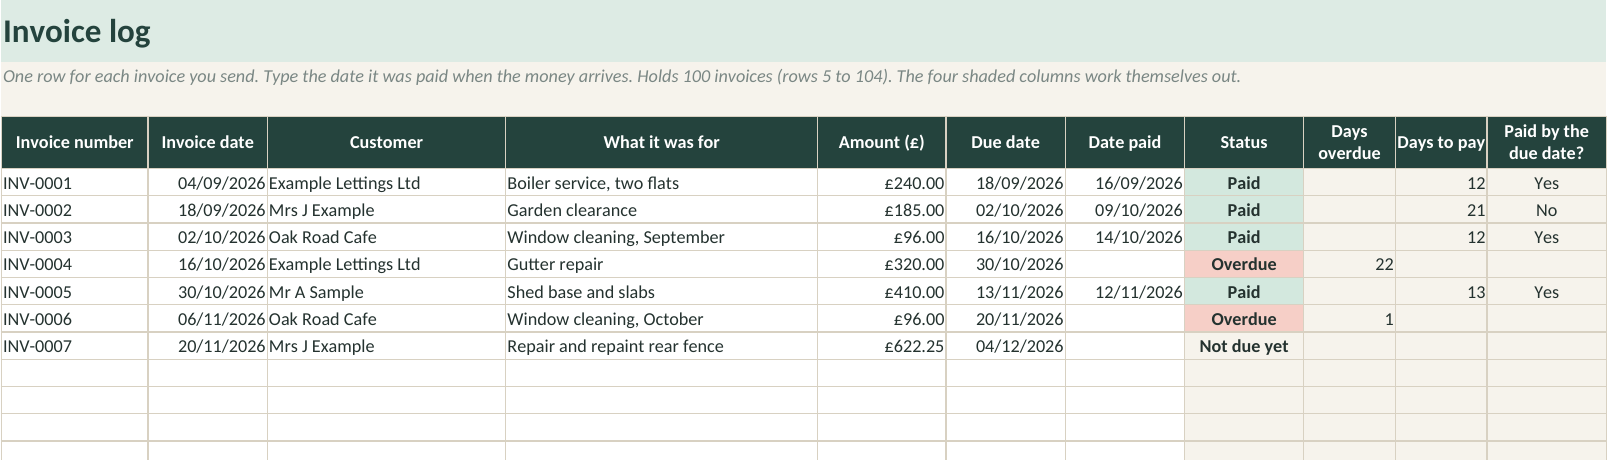 Invoice log
One row for each invoice you send. Type the date it was paid when the money arrives. Holds 100 invoices (rows 5 to 104). The four shaded columns work themselves out.
Invoice number Invoice date Customer What it was for Amount (£) Due date Date paid Status Days overdue Days to pay Paid by the due date?
INV-0001 04/09/2026 Example Lettings Ltd Boiler service, two flats £240.00 18/09/2026 16/09/2026 Paid 12 Yes
INV-0002 18/09/2026 Mrs J Example Garden clearance £185.00 02/10/2026 09/10/2026 Paid 21 No
INV-0003 02/10/2026 Oak Road Cafe Window cleaning, September £96.00 16/10/2026 14/10/2026 Paid 12 Yes
INV-0004 16/10/2026 Example Lettings Ltd Gutter repair £320.00 30/10/2026 Overdue 22
INV-0005 30/10/2026 Mr A Sample Shed base and slabs £410.00 13/11/2026 12/11/2026 Paid 13 Yes
INV-0006 06/11/2026 Oak Road Cafe Window cleaning, October £96.00 20/11/2026 Overdue 1
INV-0007 20/11/2026 Mrs J Example Repair and repaint rear fence £622.25 04/12/2026 Not due yet